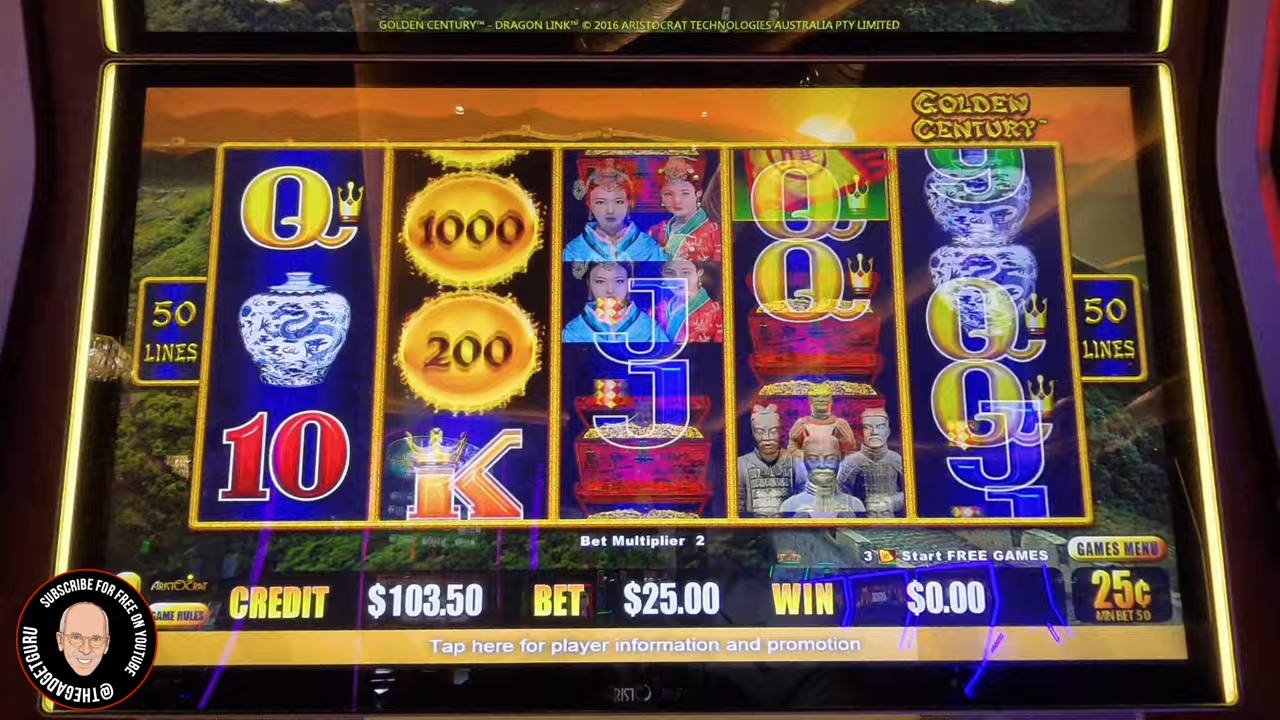 GOLDEN CENTURY™ - DRAGON LINK™ © 2016 ARISTOCRAT TECHNOLOGIES AUSTRALIA PTY LIMITED
GOLDEN
CENTURY™
Q
1000
Q
9
50
LINES
200
J
Q
Q
50
LINES
10
K
J
Q
J
Bet Multiplier 2
3 Start FREE GAMES
GAMES MENU
ARISTOCRAT
GAME RULES
CREDIT $103.50 BET $25.00 WIN $0.00
25¢
MIN BET 50
Tap here for player information and promotion
SUBSCRIBE FOR FREE ON YOUTUBE
@THEGADGETGURU